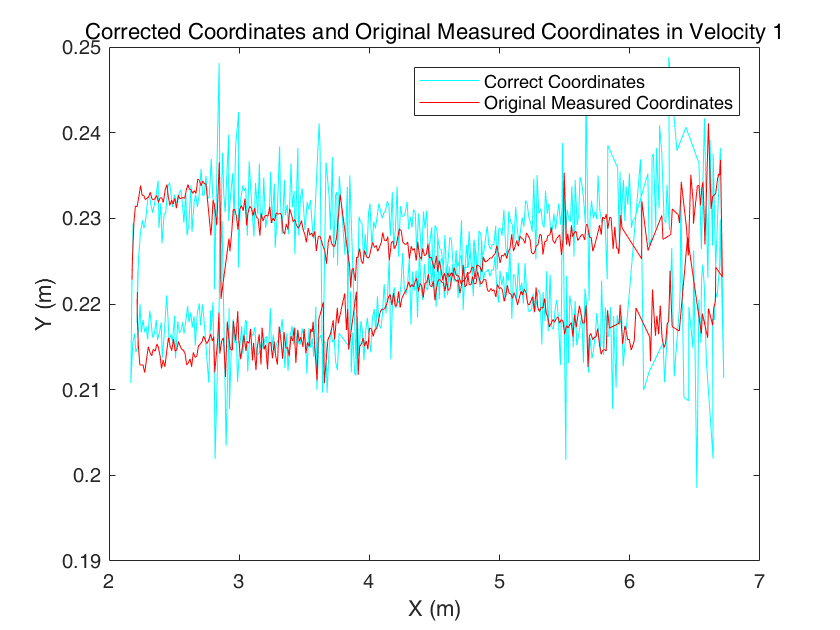 Corrected Coordinates and Original Measured Coordinates in Velocity 1
0.25
Correct Coordinates
Original Measured Coordinates
0.24
0.23
0.22
0.21
0.2
0.19
Y (m)
2 3 4 5 6 7
X (m)